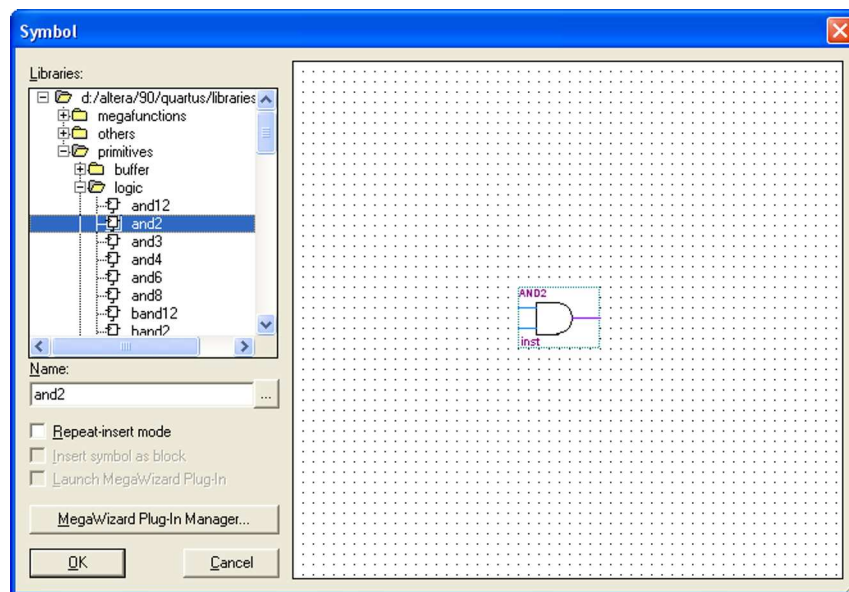 Symbol
Libraries:
d:/altera/90/quartus/libraries
megafunctions
others
primitives
buffer
logic
and12
and2
and3
and4
and6
and8
band12
band2
Name:
and2
...
Repeat-insert mode
Insert symbol as block
Launch MegaWizard Plug-In
MegaWizard Plug-In Manager...
OK
Cancel
AND2
inst